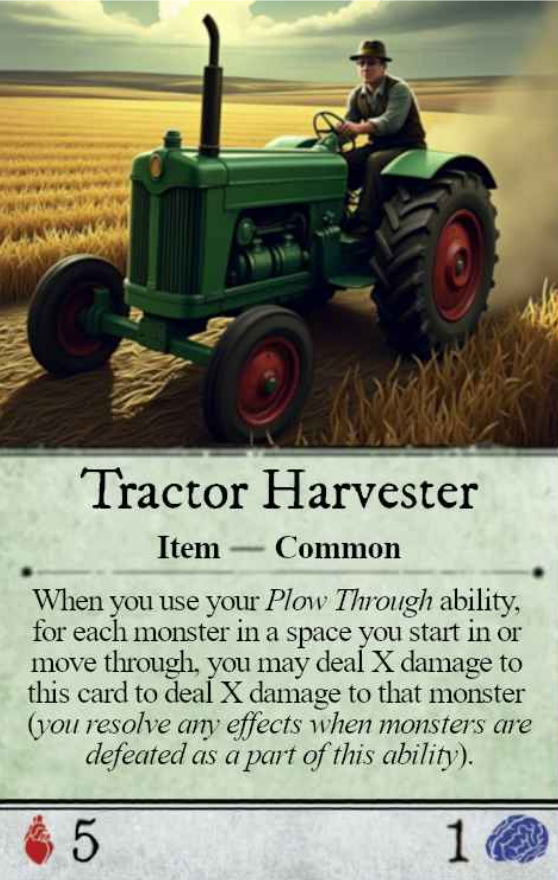 Tractor Harvester
Item — Common
When you use your Plow Through ability,
for each monster in a space you start in or
move through, you may deal X damage to
this card to deal X damage to that monster
(you resolve any effects when monsters are
defeated as a part of this ability).
5 1